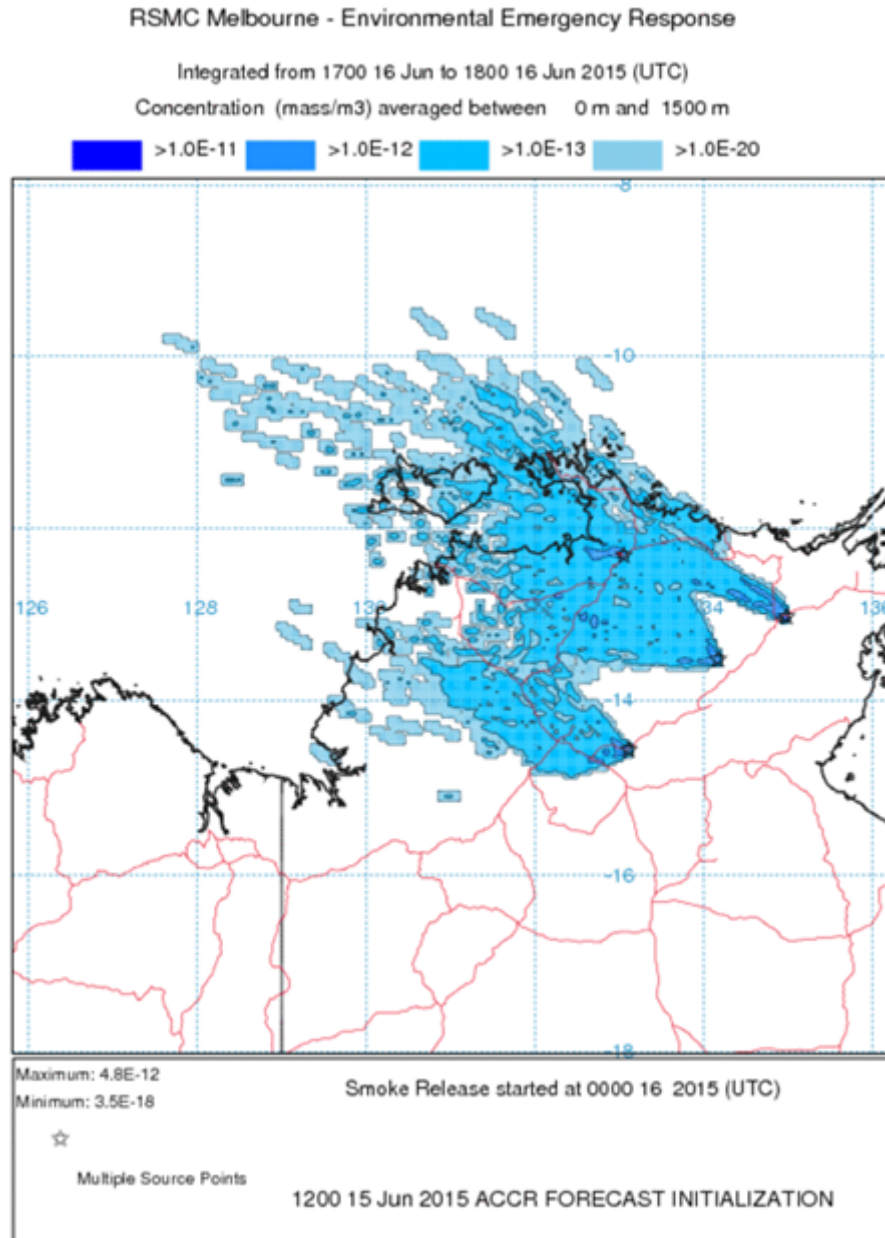 RSMC Melbourne - Environmental Emergency Response
Integrated from 1700 16 Jun to 1800 16 Jun 2015 (UTC)
Concentration (mass/m3) averaged between 0 m and 1500 m
>1.0E-11 >1.0E-12 >1.0E-13 >1.0E-20
-8
-10
126 128 130 134
-14
-16
-18
Maximum: 4.8E-12
Minimum: 3.5E-18
Smoke Release started at 0000 16 2015 (UTC)
Multiple Source Points
1200 15 Jun 2015 ACCR FORECAST INITIALIZATION